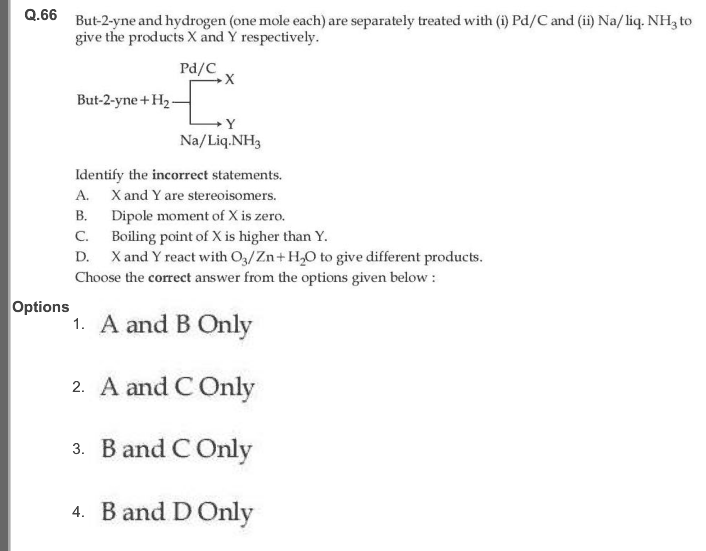 Q.66 But-2-yne and hydrogen (one mole each) are separately treated with (i) Pd/C and (ii) Na/liq. NH₃ to
give the products X and Y respectively.
Pd/C
X
But-2-yne + H₂
Y
Na/Liq.NH₃
Identify the incorrect statements.
A. X and Y are stereoisomers.
B. Dipole moment of X is zero.
C. Boiling point of X is higher than Y.
D. X and Y react with O₃/Zn + H₂O to give different products.
Choose the correct answer from the options given below :
Options
1. A and B Only
2. A and C Only
3. B and C Only
4. B and D Only